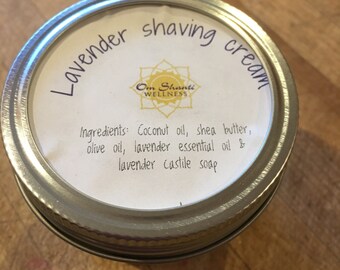 Lavender shaving cream
Om Shanti
WELLNESS
Ingredients: Coconut oil, shea butter,
olive oil, lavender essential oil &
lavender castile soap